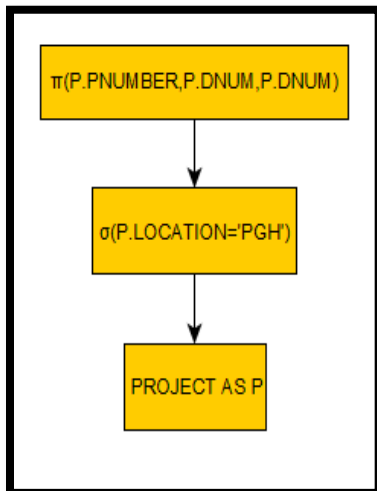 π(P.PNUMBER,P.DNUM,P.DNUM)
σ(P.LOCATION='PGH')
PROJECT AS P